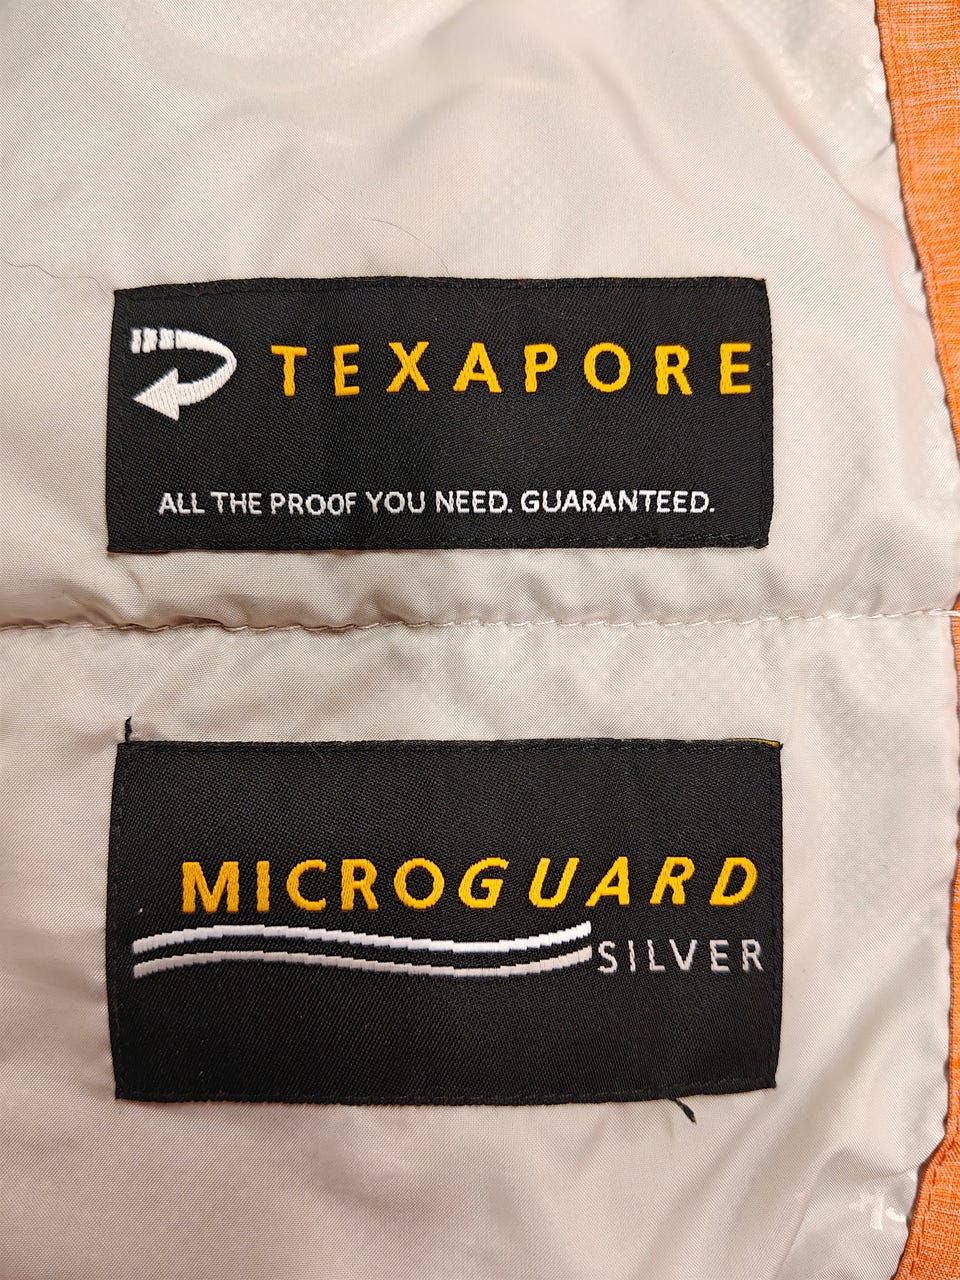 TEXAPORE
ALL THE PROOF YOU NEED. GUARANTEED.
MICROGUARD
SILVER